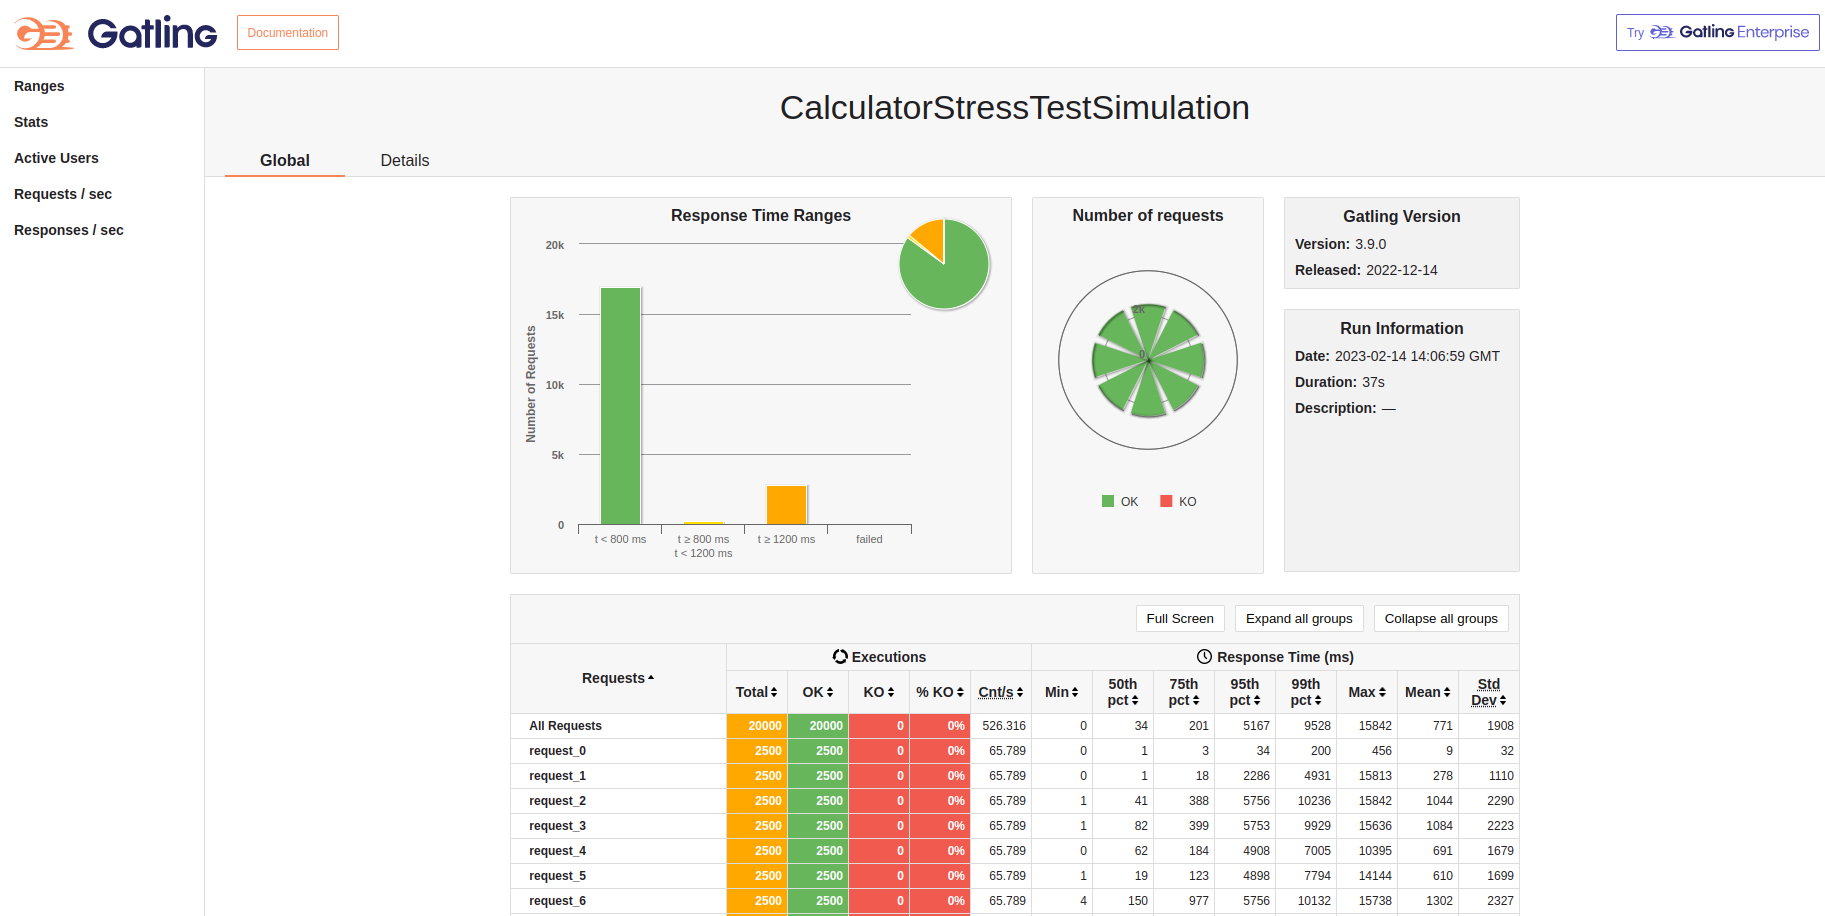 Gatling
Documentation
Try Gatling Enterprise
Ranges
Stats
Active Users
Requests / sec
Responses / sec
CalculatorStressTestSimulation
Global Details
Response Time Ranges
20k
15k
10k
5k
0
Number of Requests
t < 800 ms
t ≥ 800 ms
t < 1200 ms
t ≥ 1200 ms
failed
Number of requests
2k
0
OK KO
Gatling Version
Version: 3.9.0
Released: 2022-12-14
Run Information
Date: 2023-02-14 14:06:59 GMT
Duration: 37s
Description: —
Full Screen Expand all groups Collapse all groups
Requests Executions Response Time (ms)
Total OK KO % KO Cnt/s Min 50th pct 75th pct 95th pct 99th pct Max Mean Std Dev
All Requests 20000 20000 0 0% 526.316 0 34 201 5167 9528 15842 771 1908
request_0 2500 2500 0 0% 65.789 0 1 3 34 200 456 9 32
request_1 2500 2500 0 0% 65.789 0 1 18 2286 4931 15813 278 1110
request_2 2500 2500 0 0% 65.789 1 41 388 5756 10236 15842 1044 2290
request_3 2500 2500 0 0% 65.789 1 82 399 5753 9929 15636 1084 2223
request_4 2500 2500 0 0% 65.789 0 62 184 4908 7005 10395 691 1679
request_5 2500 2500 0 0% 65.789 1 19 123 4898 7794 14144 610 1699
request_6 2500 2500 0 0% 65.789 4 150 977 5756 10132 15738 1302 2327